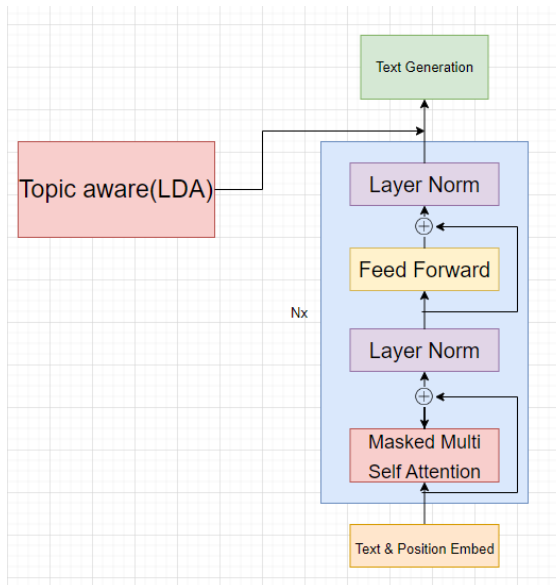 Text Generation
Topic aware(LDA)
Layer Norm
Feed Forward
Nx
Layer Norm
Masked Multi
Self Attention
Text & Position Embed